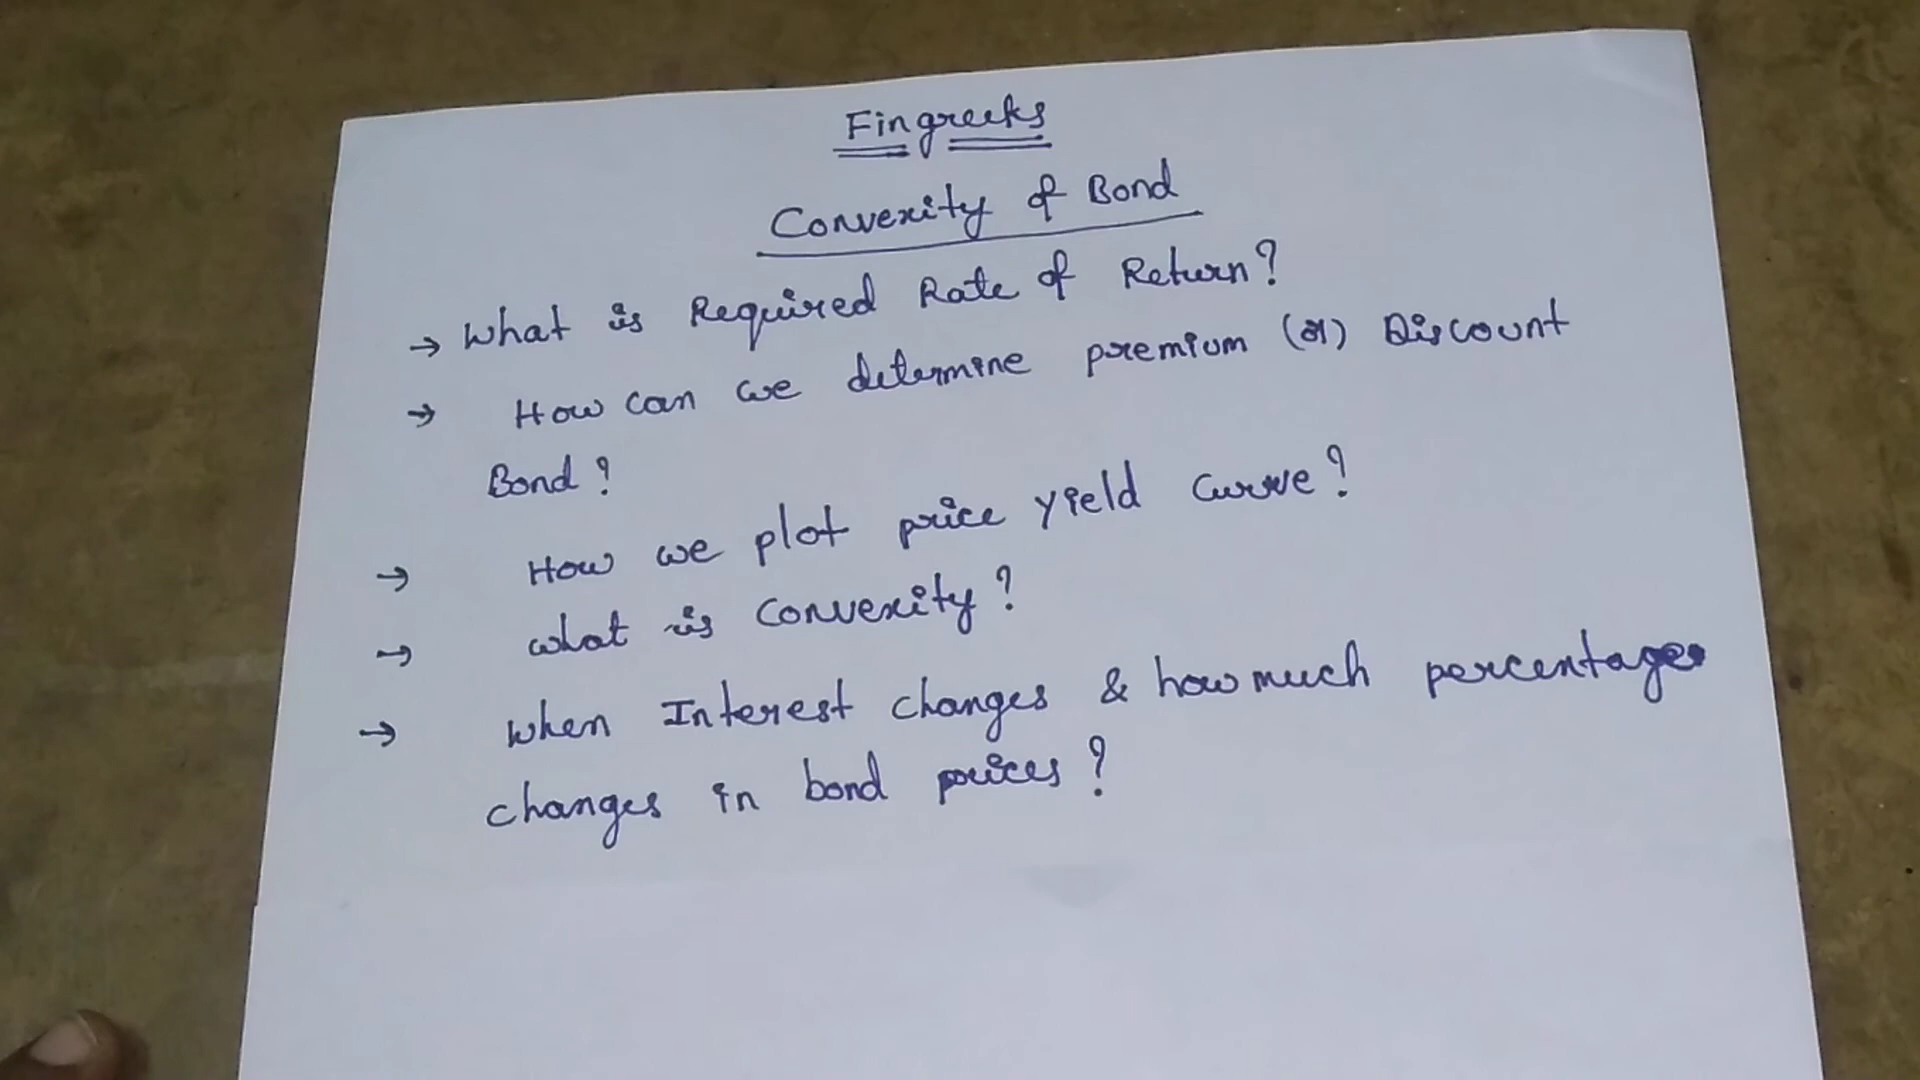 Fingreeks
Convexity of Bond
→ What is Required Rate of Return?
→ How can we determine premium (or) Discount
Bond?
→ How we plot price yield curve?
→ what is convexity?
→ when Interest changes & how much percentage
changes in bond prices?